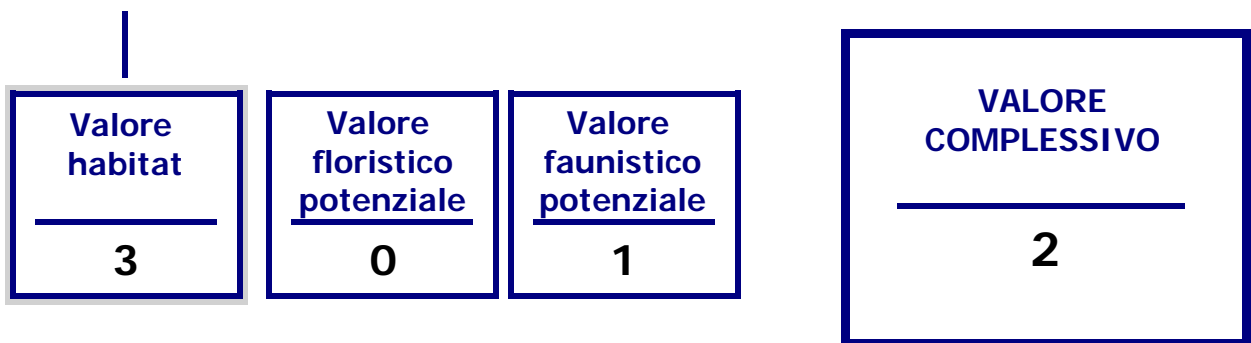 Valore
habitat
3
Valore
floristico
potenziale
0
Valore
faunistico
potenziale
1
VALORE
COMPLESSIVO
2